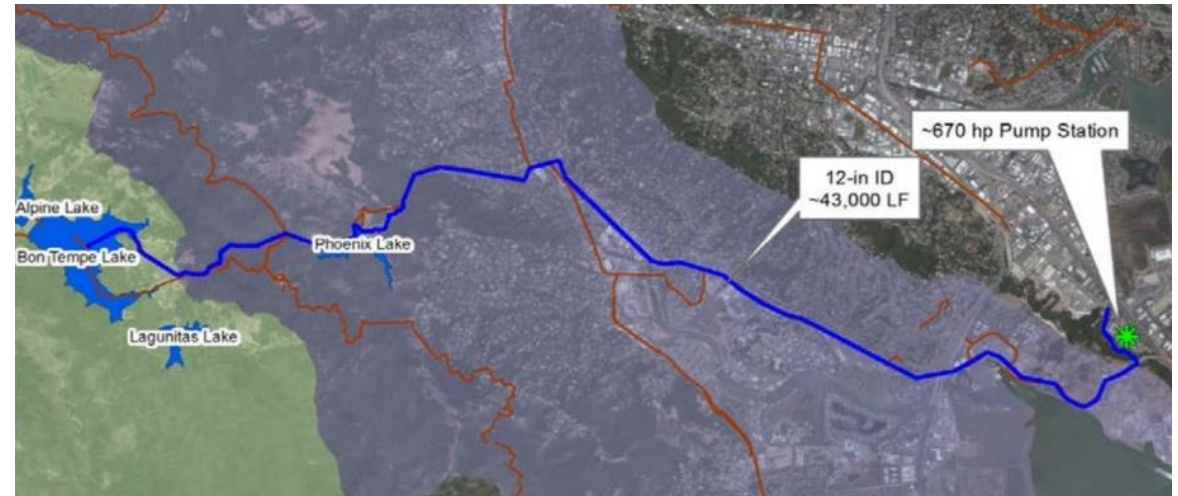 ~670 hp Pump Station
12-in ID
~43,000 LF
Alpine Lake
Phoenix Lake
Bon Tempe Lake
Lagunitas Lake